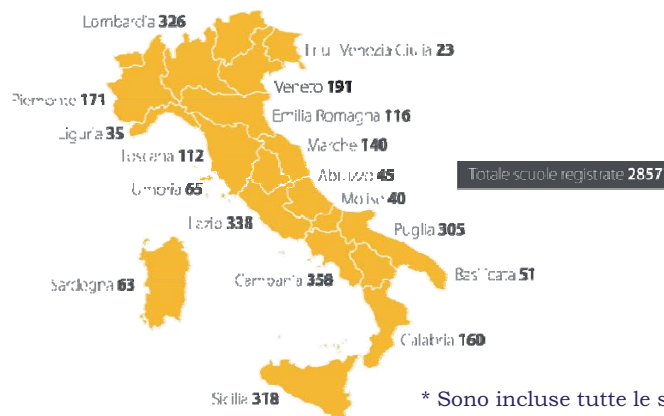 Lombardia 326
Friuli Venezia Giulia 23
Veneto 191
Piemonte 171
Emilia Romagna 116
Liguria 35
Marche 140
Toscana 112
Abruzzo 45
Totale scuole registrate 2857
Umbria 65
Molise 40
Lazio 338
Puglia 305
Sardegna 63
Campania 358
Basilicata 51
Calabria 160
Sicilia 318
* Sono incluse tutte le s